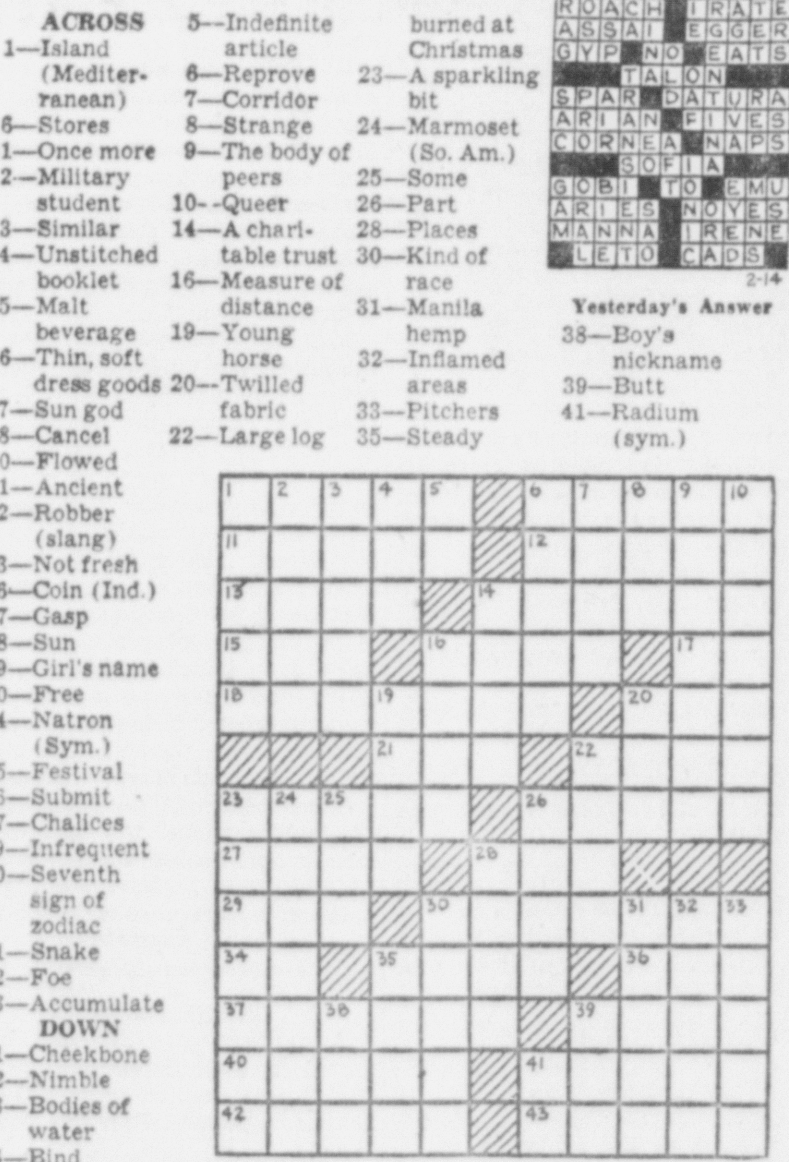 ACROSS
1—Island
(Mediter-
ranean)
6—Stores
1—Once more
2—Military
student
3—Similar
4—Unstitched
booklet
5—Malt
beverage
6—Thin, soft
dress goods
7—Sun god
8—Cancel
0—Flowed
1—Ancient
2—Robber
(slang)
3—Not fresh
6—Coin (Ind.)
7—Gasp
8—Sun
9—Girl's name
0—Free
4—Natron
(Sym.)
5—Festival
6—Submit
7—Chalices
9—Infrequent
0—Seventh
sign of
zodiac
1—Snake
2—Foe
3—Accumulate
DOWN
1—Cheekbone
2—Nimble
3—Bodies of
water
4—Bind
5—Indefinite
article
6—Reprove
7—Corridor
8—Strange
9—The body of
peers
10—Queer
14—A chari-
table trust
16—Measure of
distance
19—Young
horse
20—Twilled
fabric
22—Large log
burned at
Christmas
23—A sparkling
bit
24—Marmoset
(So. Am.)
25—Some
26—Part
28—Places
30—Kind of
race
31—Manila
hemp
32—Inflamed
areas
33—Pitchers
35—Steady
ROACH IRATE
ASSAI EGGER
GYP NO EATS
TALON
SPAR DATURA
ARIAN FIVES
CORNEA NAPS
SOFIA
GOBI TO EMU
ARIES NOYES
MANNA IRENE
LETO CADS
2-14
Yesterday's Answer
38—Boy's
nickname
39—Butt
41—Radium
(sym.)
1 2 3 4 5 6 7 8 9 10
11 12
13 14
15 16 17
18 19 20
21 22
23 24 25 26
27 28
29 30 31 32 33
34 35 36
37 38 39
40 41
42 43